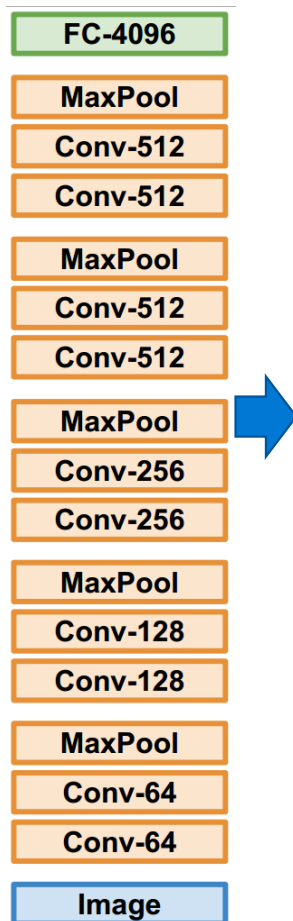 FC-4096
MaxPool
Conv-512
Conv-512
MaxPool
Conv-512
Conv-512
MaxPool
Conv-256
Conv-256
MaxPool
Conv-128
Conv-128
MaxPool
Conv-64
Conv-64
Image